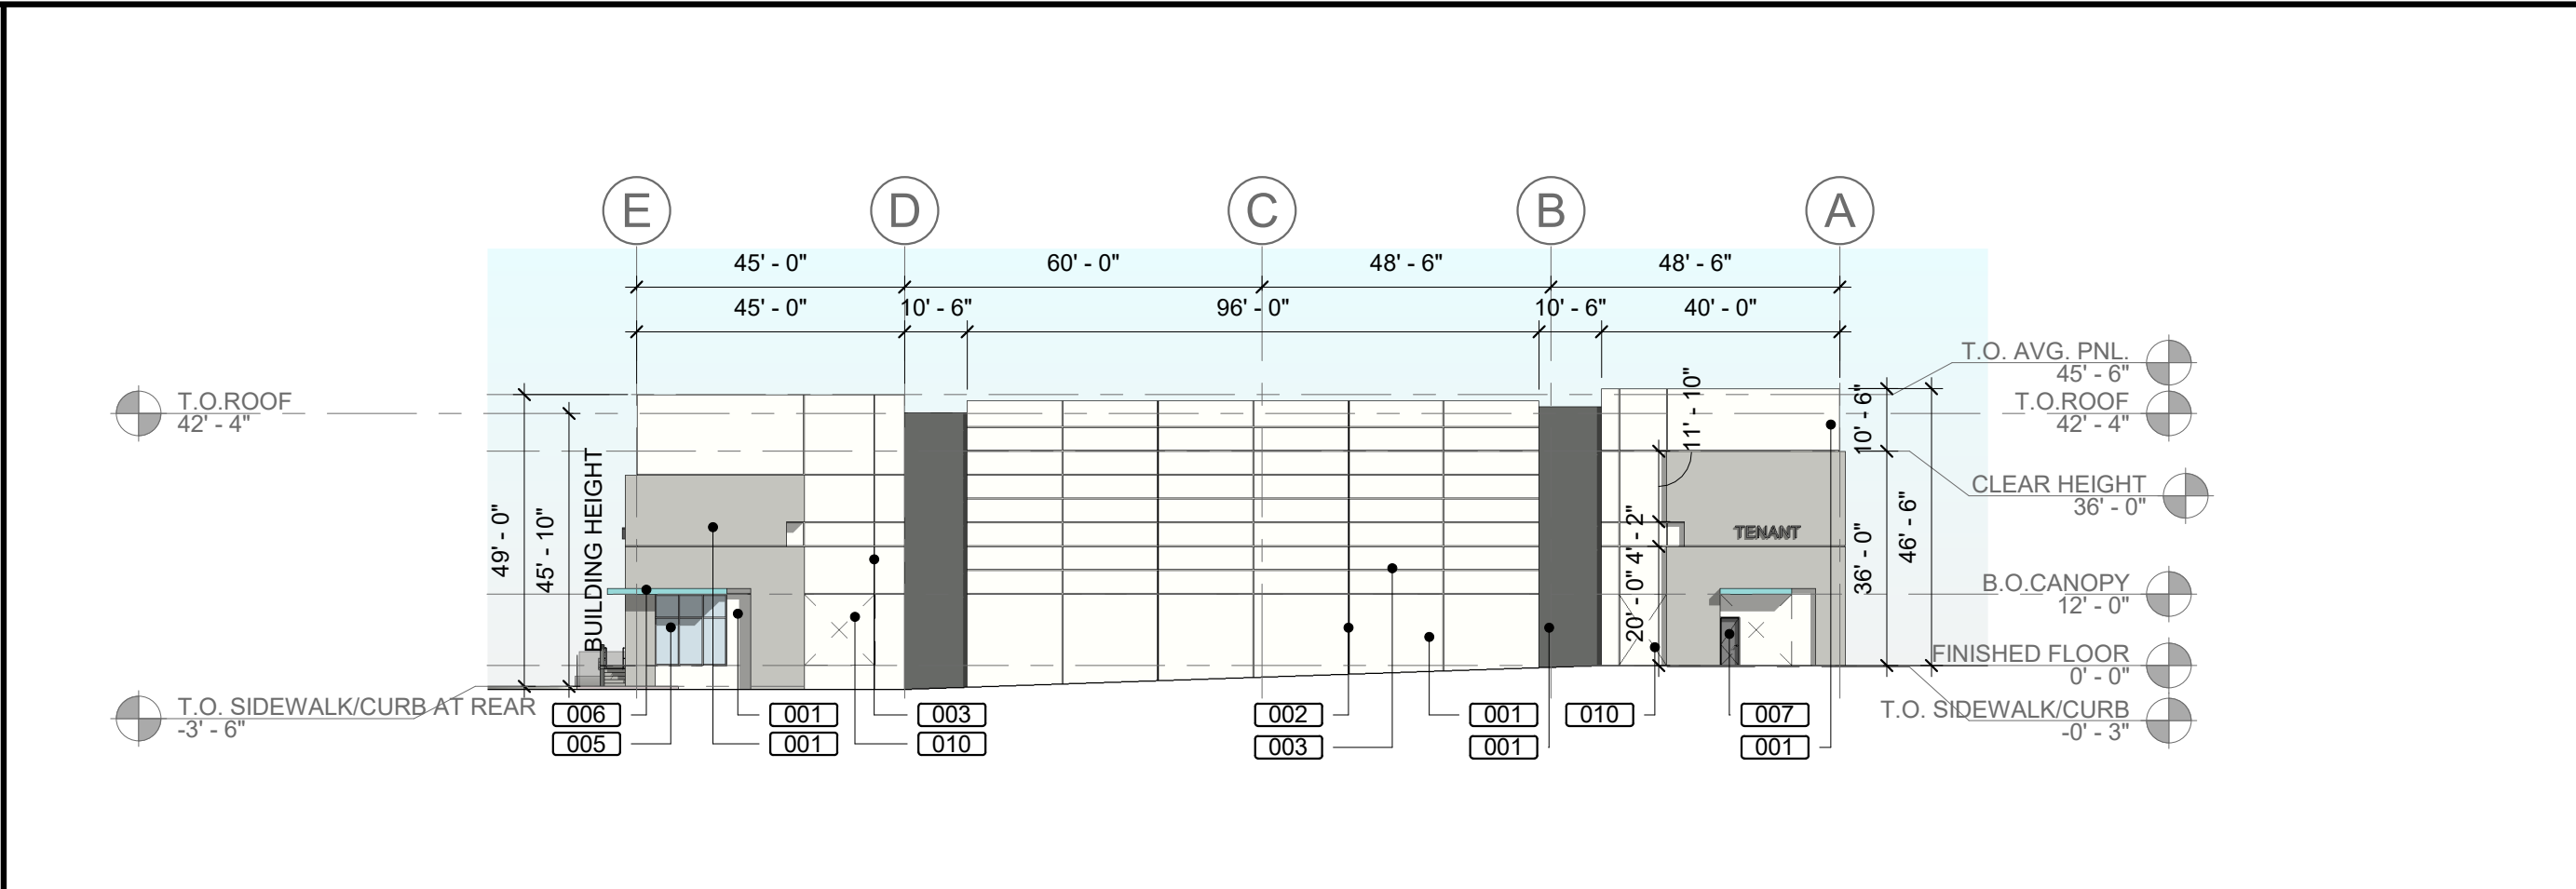 E D C B A
45' - 0" 60' - 0" 48' - 6" 48' - 6"
45' - 0" 10' - 6" 96' - 0" 10' - 6" 40' - 0"
T.O. AVG. PNL.
45' - 6"
T.O.ROOF
42' - 4"
T.O.ROOF
42' - 4"
11' - 10"
10' - 6"
CLEAR HEIGHT
36' - 0"
49' - 0"
45' - 10"
BUILDING HEIGHT
4' - 2"
20' - 0"
TENANT
36' - 0"
46' - 6"
B.O.CANOPY
12' - 0"
FINISHED FLOOR
0' - 0"
T.O. SIDEWALK/CURB AT REAR
-3' - 6"
T.O. SIDEWALK/CURB
-0' - 3"
006 001 003 002 001 010 007
005 001 010 003 001 001